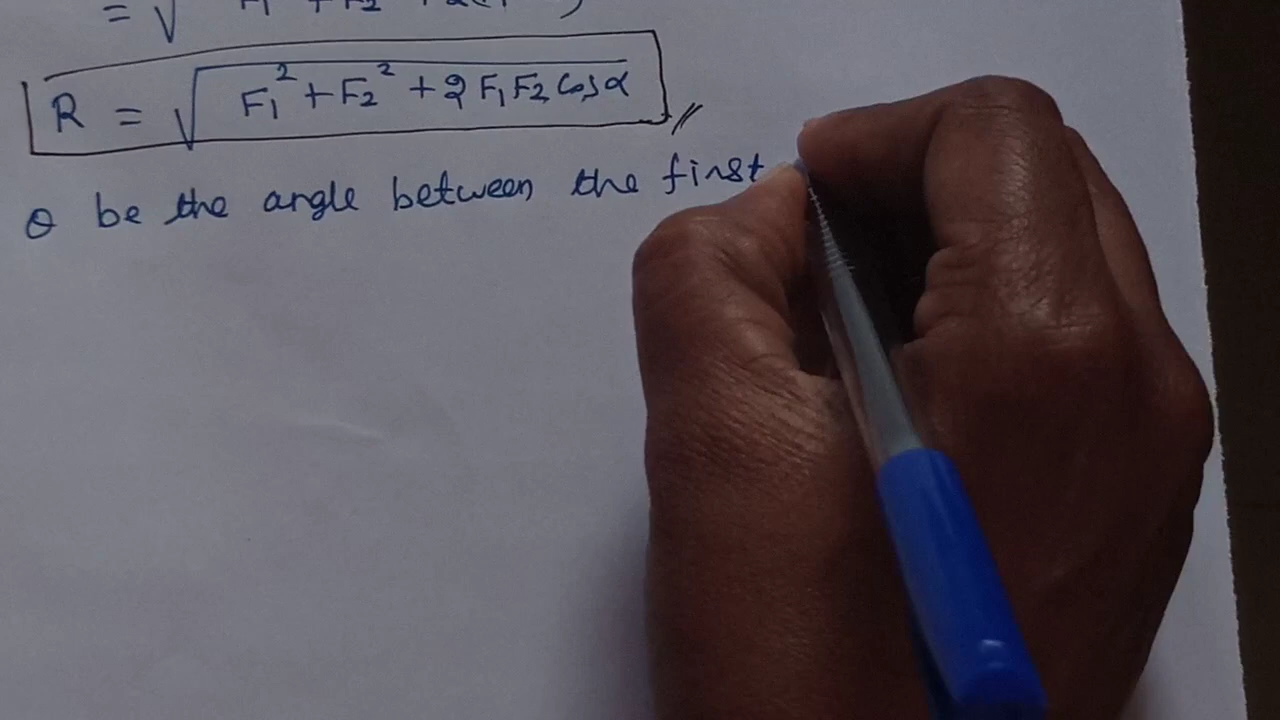 R = √F₁² + F₂² + 2 F₁ F₂ Cos α
θ be the angle between the first